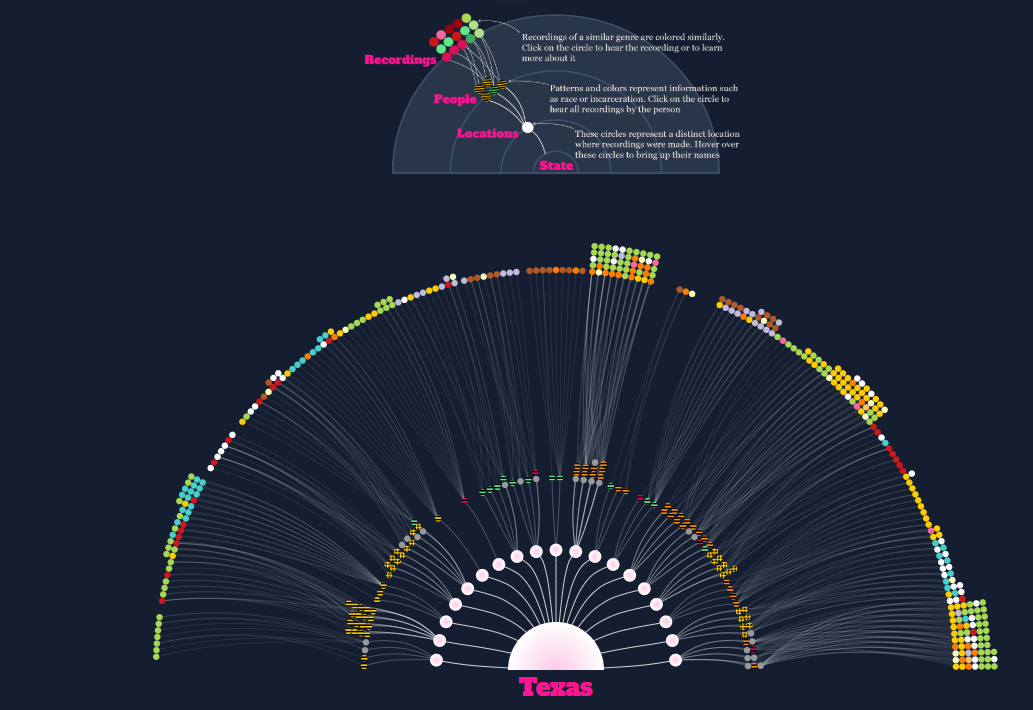 Recordings of a similar genre are colored similarly.
Click on the circle to hear the recording or to learn
more about it
Recordings
Patterns and colors represent information such
as race or incarceration. Click on the circle to
hear all recordings by the person
People
These circles represent a distinct location
where recordings were made. Hover over
these circles to bring up their names
Locations
State
Texas